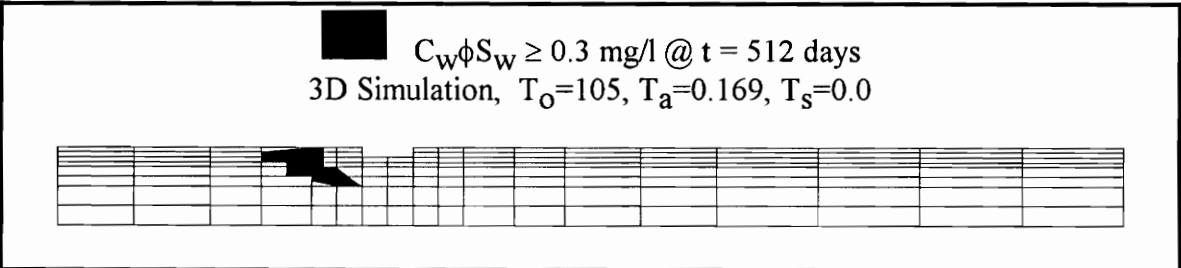 C_WϕS_W ≥ 0.3 mg/l @ t = 512 days
3D Simulation, T_o=105, T_a=0.169, T_s=0.0